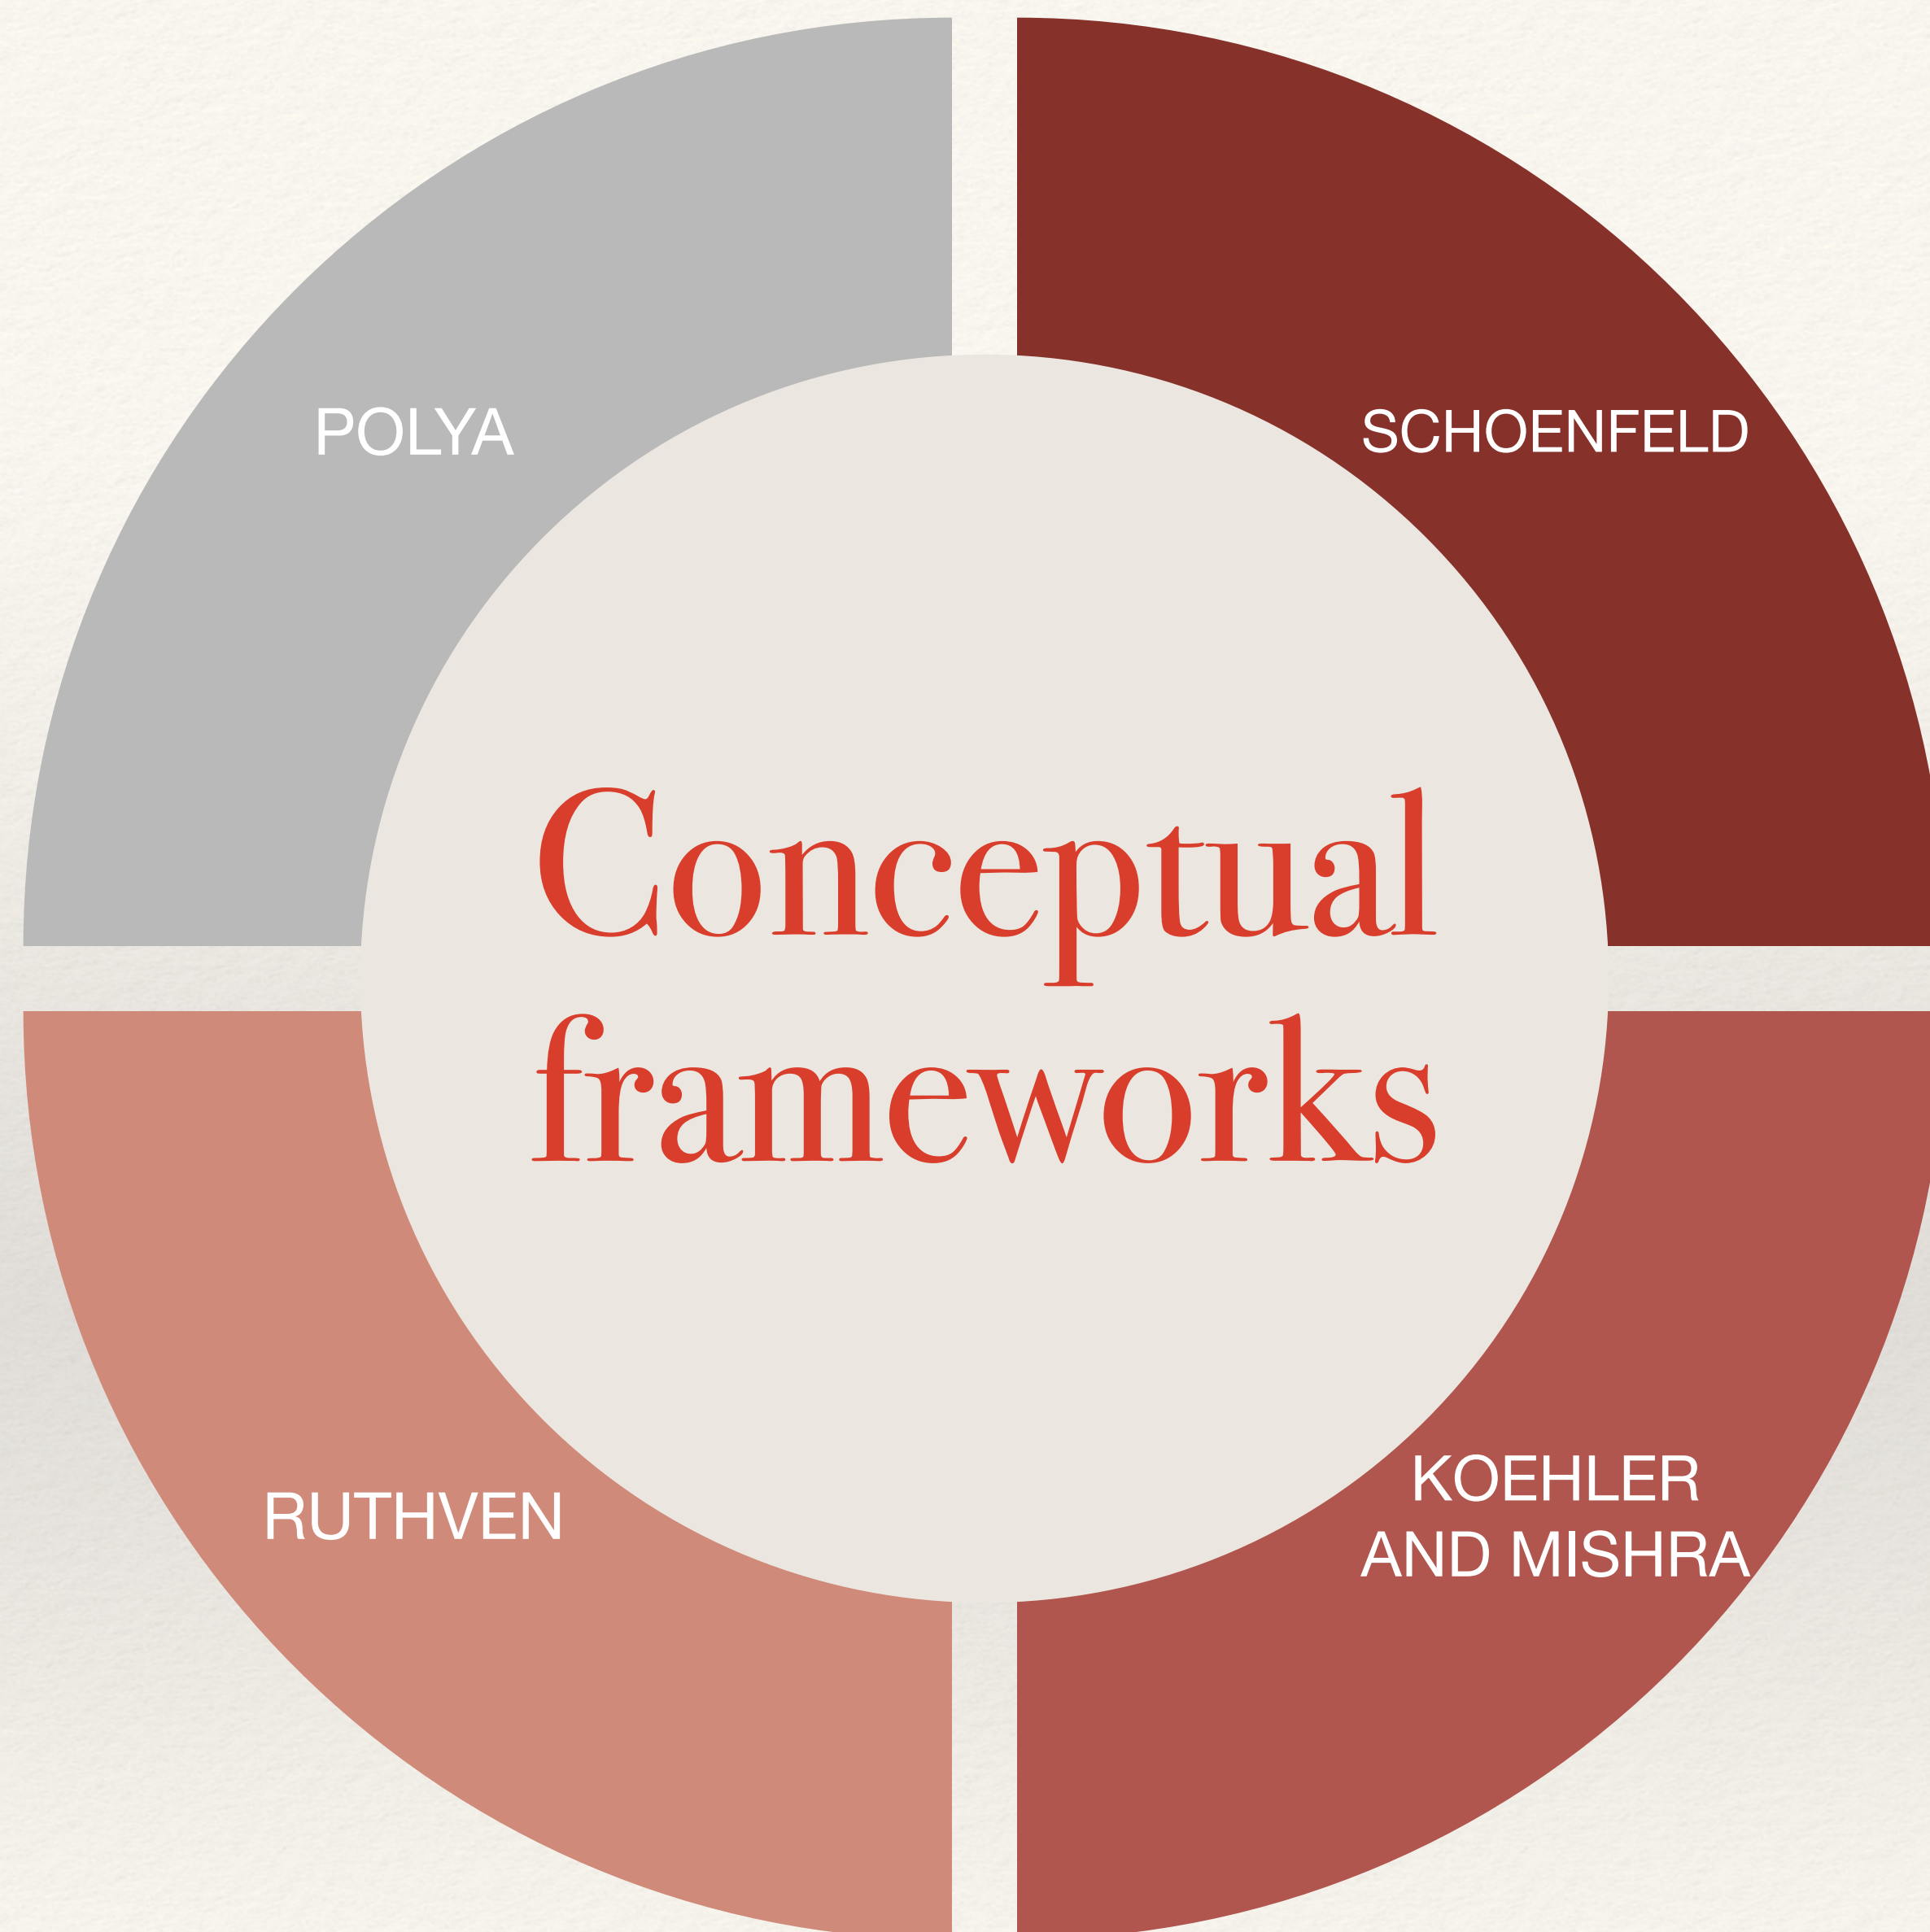 POLYA
SCHOENFELD
Conceptual
frameworks
RUTHVEN
KOEHLER
AND MISHRA